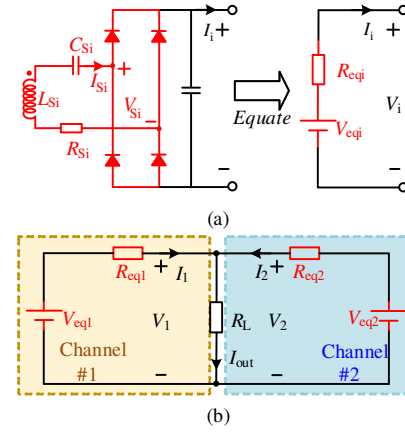 C_Si
I_Si
+
L_Si
V_Si
−
R_Si
I_i
+
−
Equate
I_i
+
R_eqi
V_eqi
V_i
−
(a)
R_eq1
+
I_1
I_2
+
R_eq2
V_eq1
V_1
R_L
V_2
V_eq2
Channel
#1
−
I_out
−
Channel
#2
(b)